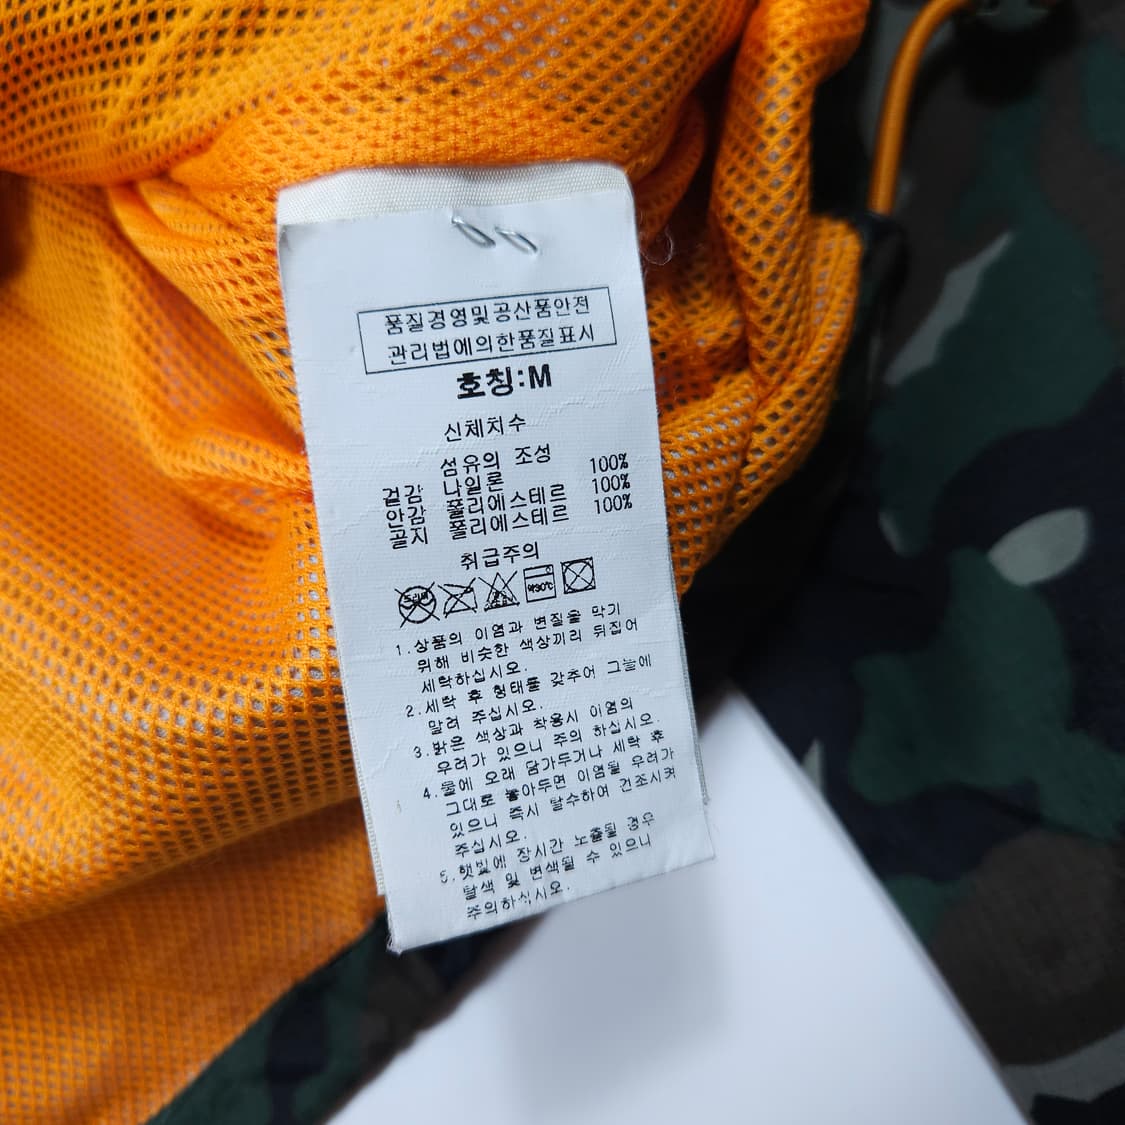 품질경영및공산품안전
관리법에의한품질표시
호칭:M
신체치수
섬유의 조성
겉감 나일론 100%
안감 폴리에스테르 100%
골지 폴리에스테르 100%
취급주의
드라이
약30℃
1.상품의 이염과 변질을 막기
위해 비슷한 색상끼리 뒤집어
세탁하십시오.
2.세탁 후 형태를 갖추어 그늘에
말려 주십시오.
3.밝은 색상과 착용시 이염의
우려가 있으니 주의 하십시오.
4.물에 오래 담가두거나 세탁 후
그대로 놓아두면 이염될 우려가
있으니 즉시 탈수하여 건조시켜
주십시오.
5.햇빛에 장시간 노출될 경우
탈색 및 변색될 수 있으니
주의하십시오.